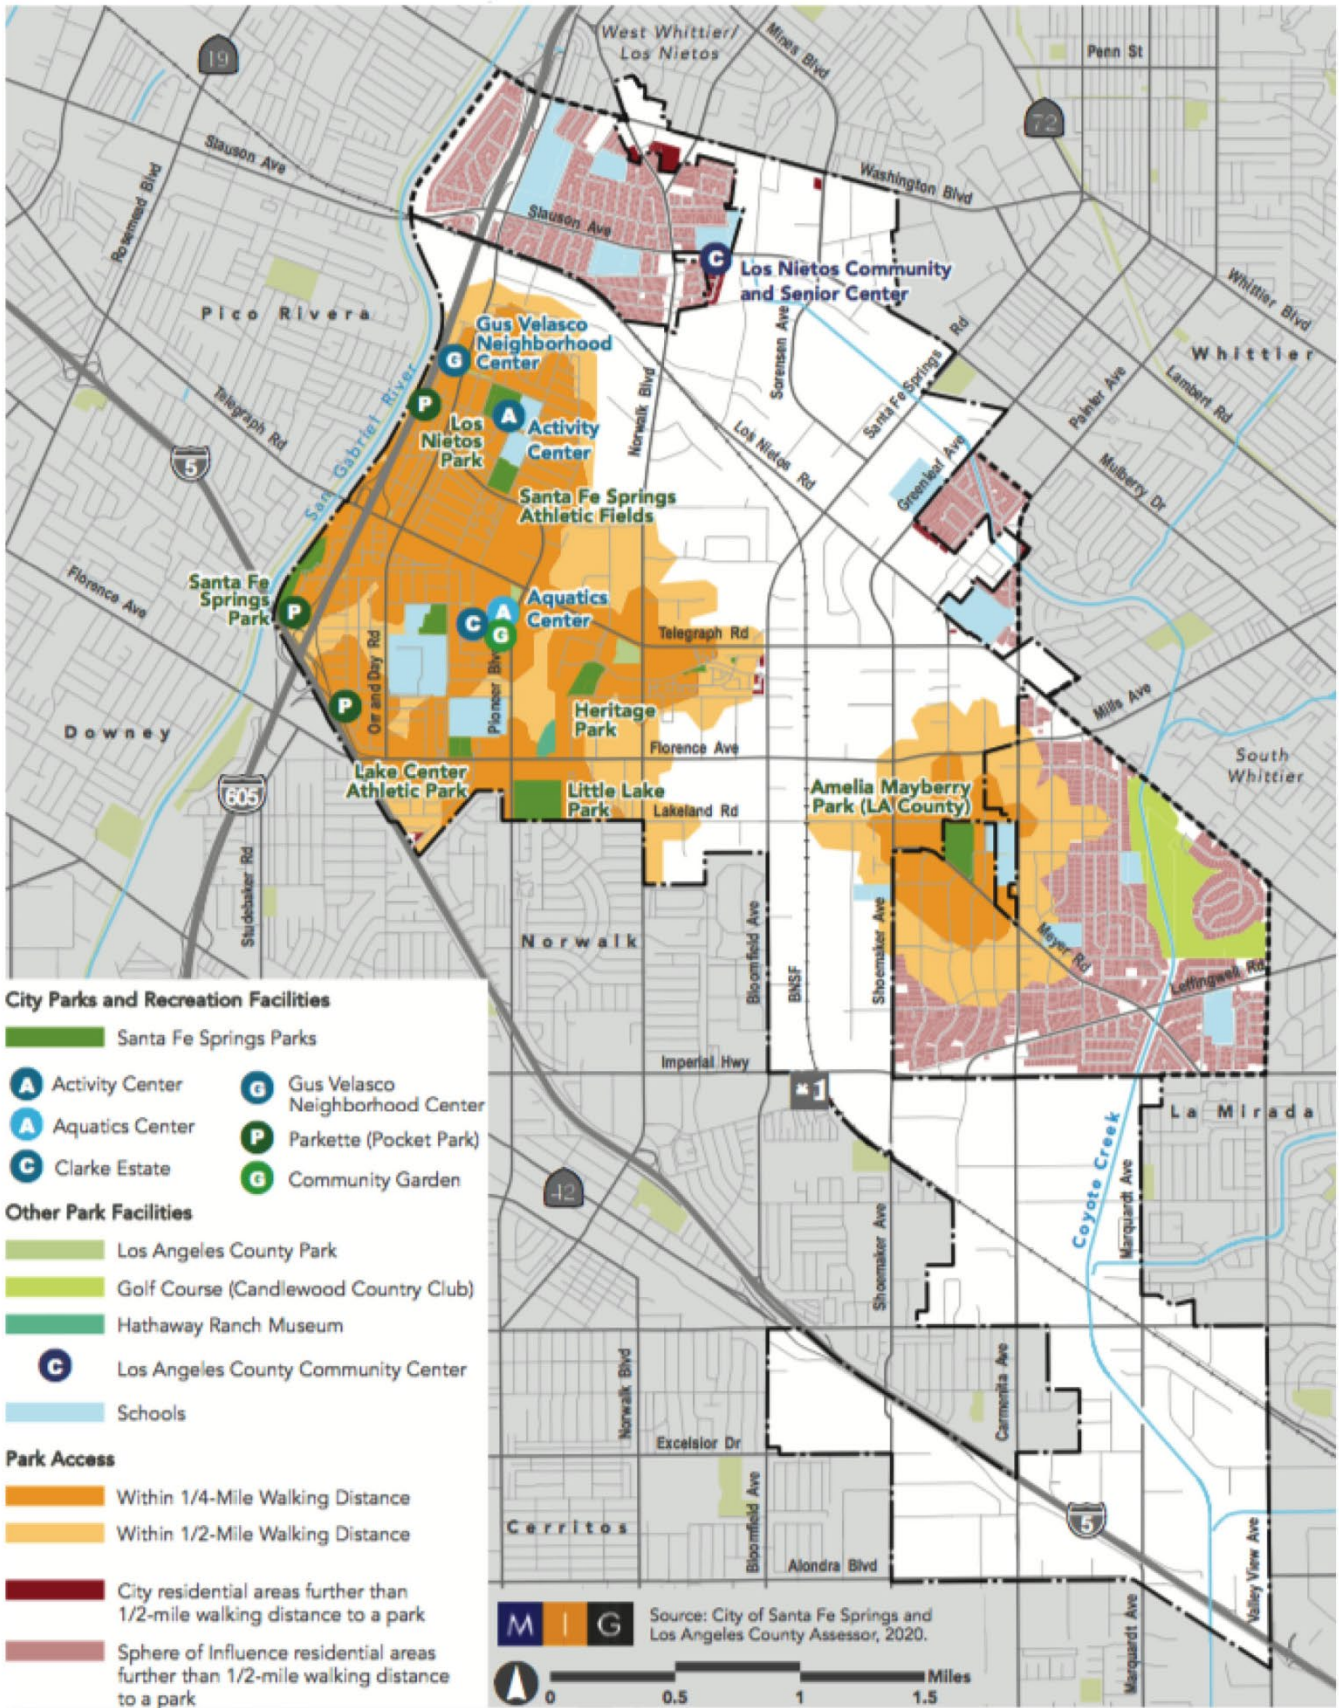 West Whittier/
Los Nietos
Mines Blvd
Penn St
19
72
Slauson Ave
Rosemead Blvd
Washington Blvd
Slauson Ave
Norwalk Blvd
C
Los Nietos Community
and Senior Center
Whittier Blvd
Pico Rivera
Gus Velasco
Neighborhood
Center
G
Sorensen Ave
Santa Fe Springs Rd
Whittier
San Gabriel River
Telegraph Rd
P
A
Los
Nietos
Park
Activity
Center
Norwalk Blvd
Los Nietos Rd
Painter Ave
Lambert Rd
5
Greenleaf Ave
Mulberry Dr
Santa Fe Springs
Athletic Fields
Florence Ave
Santa Fe
Springs
Park
P
C
A
G
Aquatics
Center
Telegraph Rd
Orr and Day Rd
Pioneer Blvd
P
Heritage
Park
Mills Ave
Downey
Florence Ave
South
Whittier
605
Lake Center
Athletic Park
Little Lake
Park
Lakeland Rd
Amelia Mayberry
Park (LA County)
Studebaker Rd
Norwalk
Bloomfield Ave
BNSF
Shoemaker Ave
Meyer Rd
Leffingwell Rd
Imperial Hwy
La Mirada
42
Coyote Creek
Marquardt Ave
Shoemaker Ave
Norwalk Blvd
Carmenita Ave
Excelsior Dr
Cerritos
Bloomfield Ave
5
Alondra Blvd
Valley View Ave
Marquardt Ave
City Parks and Recreation Facilities
Santa Fe Springs Parks
A Activity Center
A Aquatics Center
C Clarke Estate
G Gus Velasco
Neighborhood Center
P Parkette (Pocket Park)
G Community Garden
Other Park Facilities
Los Angeles County Park
Golf Course (Candlewood Country Club)
Hathaway Ranch Museum
C Los Angeles County Community Center
Schools
Park Access
Within 1/4-Mile Walking Distance
Within 1/2-Mile Walking Distance
City residential areas further than
1/2-mile walking distance to a park
Sphere of Influence residential areas
further than 1/2-mile walking distance
to a park
M I G
Source: City of Santa Fe Springs and
Los Angeles County Assessor, 2020.
Miles
0 0.5 1 1.5